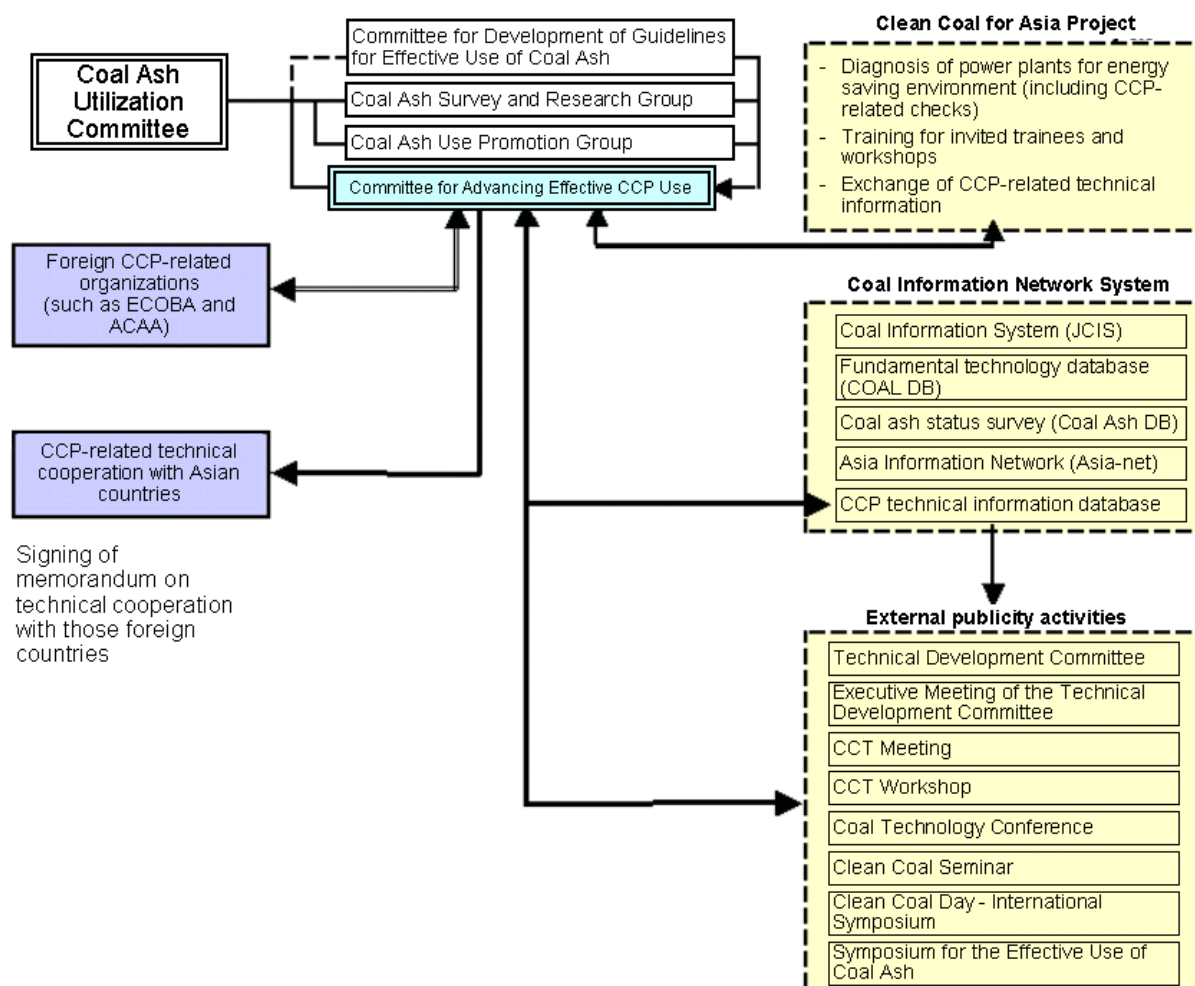 Coal Ash
Utilization
Committee
Committee for Development of Guidelines
for Effective Use of Coal Ash
Coal Ash Survey and Research Group
Coal Ash Use Promotion Group
Committee for Advancing Effective CCP Use
Foreign CCP-related
organizations
(such as ECOBA and
ACAA)
CCP-related technical
cooperation with Asian
countries
Signing of
memorandum on
technical cooperation
with those foreign
countries
Clean Coal for Asia Project
- Diagnosis of power plants for energy
saving environment (including CCP-
related checks)
- Training for invited trainees and
workshops
- Exchange of CCP-related technical
information
Coal Information Network System
Coal Information System (JCIS)
Fundamental technology database
(COAL DB)
Coal ash status survey (Coal Ash DB)
Asia Information Network (Asia-net)
CCP technical information database
External publicity activities
Technical Development Committee
Executive Meeting of the Technical
Development Committee
CCT Meeting
CCT Workshop
Coal Technology Conference
Clean Coal Seminar
Clean Coal Day - International
Symposium
Symposium for the Effective Use of
Coal Ash